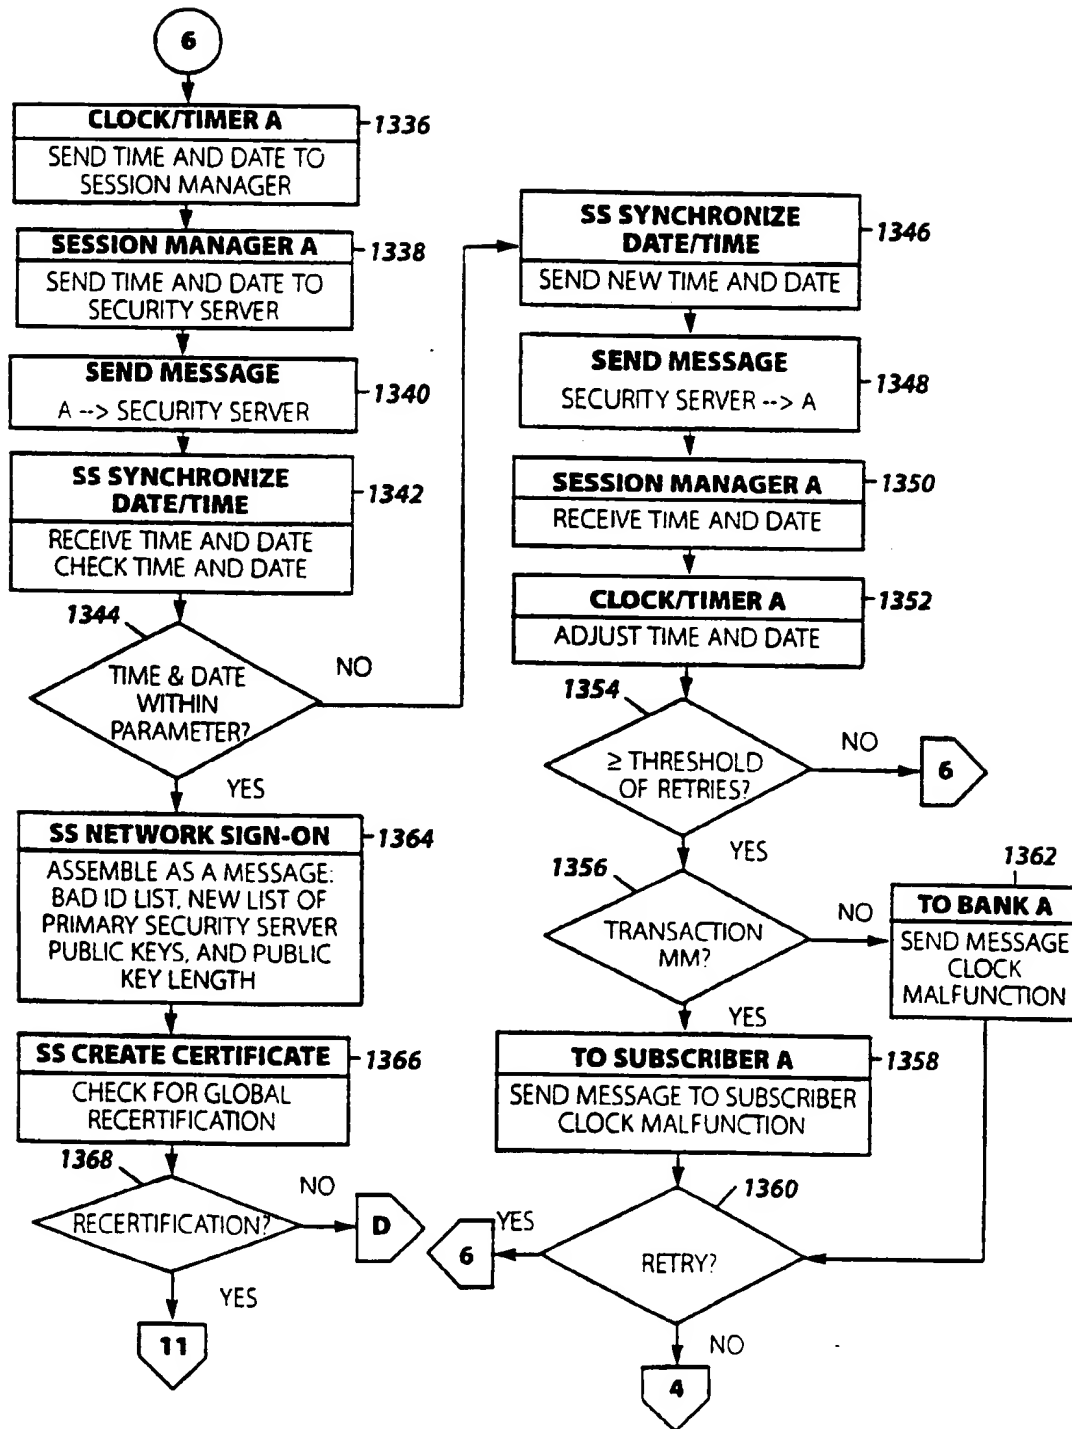 6
CLOCK/TIMER A
1336
SEND TIME AND DATE TO
SESSION MANAGER
SESSION MANAGER A
1338
SEND TIME AND DATE TO
SECURITY SERVER
SEND MESSAGE
1340
A --> SECURITY SERVER
SS SYNCHRONIZE
DATE/TIME
1342
RECEIVE TIME AND DATE
CHECK TIME AND DATE
1344
TIME & DATE
WITHIN
PARAMETER?
NO
YES
SS NETWORK SIGN-ON
1364
ASSEMBLE AS A MESSAGE:
BAD ID LIST, NEW LIST OF
PRIMARY SECURITY SERVER
PUBLIC KEYS, AND PUBLIC
KEY LENGTH
SS CREATE CERTIFICATE
1366
CHECK FOR GLOBAL
RECERTIFICATION
1368
RECERTIFICATION?
NO
D
YES
11
SS SYNCHRONIZE
DATE/TIME
1346
SEND NEW TIME AND DATE
SEND MESSAGE
1348
SECURITY SERVER --> A
SESSION MANAGER A
1350
RECEIVE TIME AND DATE
CLOCK/TIMER A
1352
ADJUST TIME AND DATE
1354
≥ THRESHOLD
OF RETRIES?
NO
6
YES
1356
TRANSACTION
MM?
NO
1362
TO BANK A
SEND MESSAGE
CLOCK
MALFUNCTION
YES
TO SUBSCRIBER A
1358
SEND MESSAGE TO SUBSCRIBER
CLOCK MALFUNCTION
1360
RETRY?
YES
6
NO
4